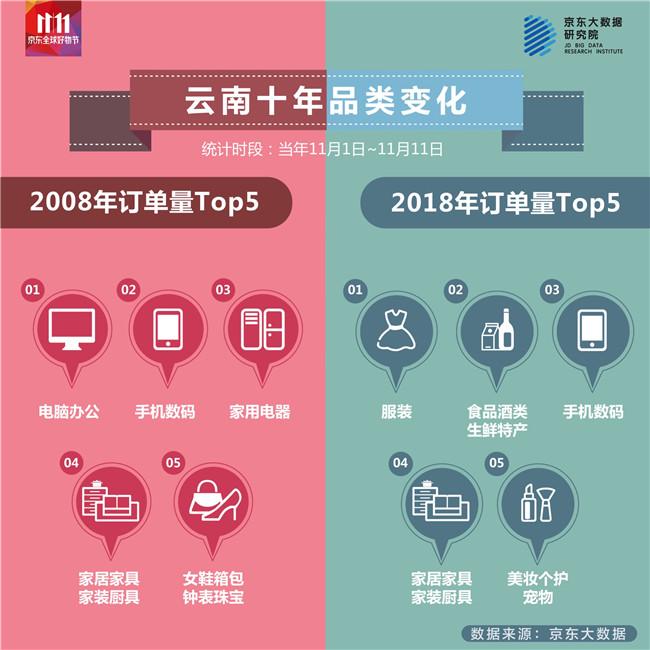 11.11
京东全球好物节
京东大数据
研究院
JD BIG DATA
RESEARCH INSTITUTE
云南十年品类变化
统计时段：当年11月1日~11月11日
2008年订单量Top5
2018年订单量Top5
01
02
03
电脑办公
手机数码
家用电器
04
05
家居家具
家装厨具
女鞋箱包
钟表珠宝
01
02
03
服装
食品酒类
生鲜特产
手机数码
04
05
家居家具
家装厨具
美妆个护
宠物
数据来源：京东大数据